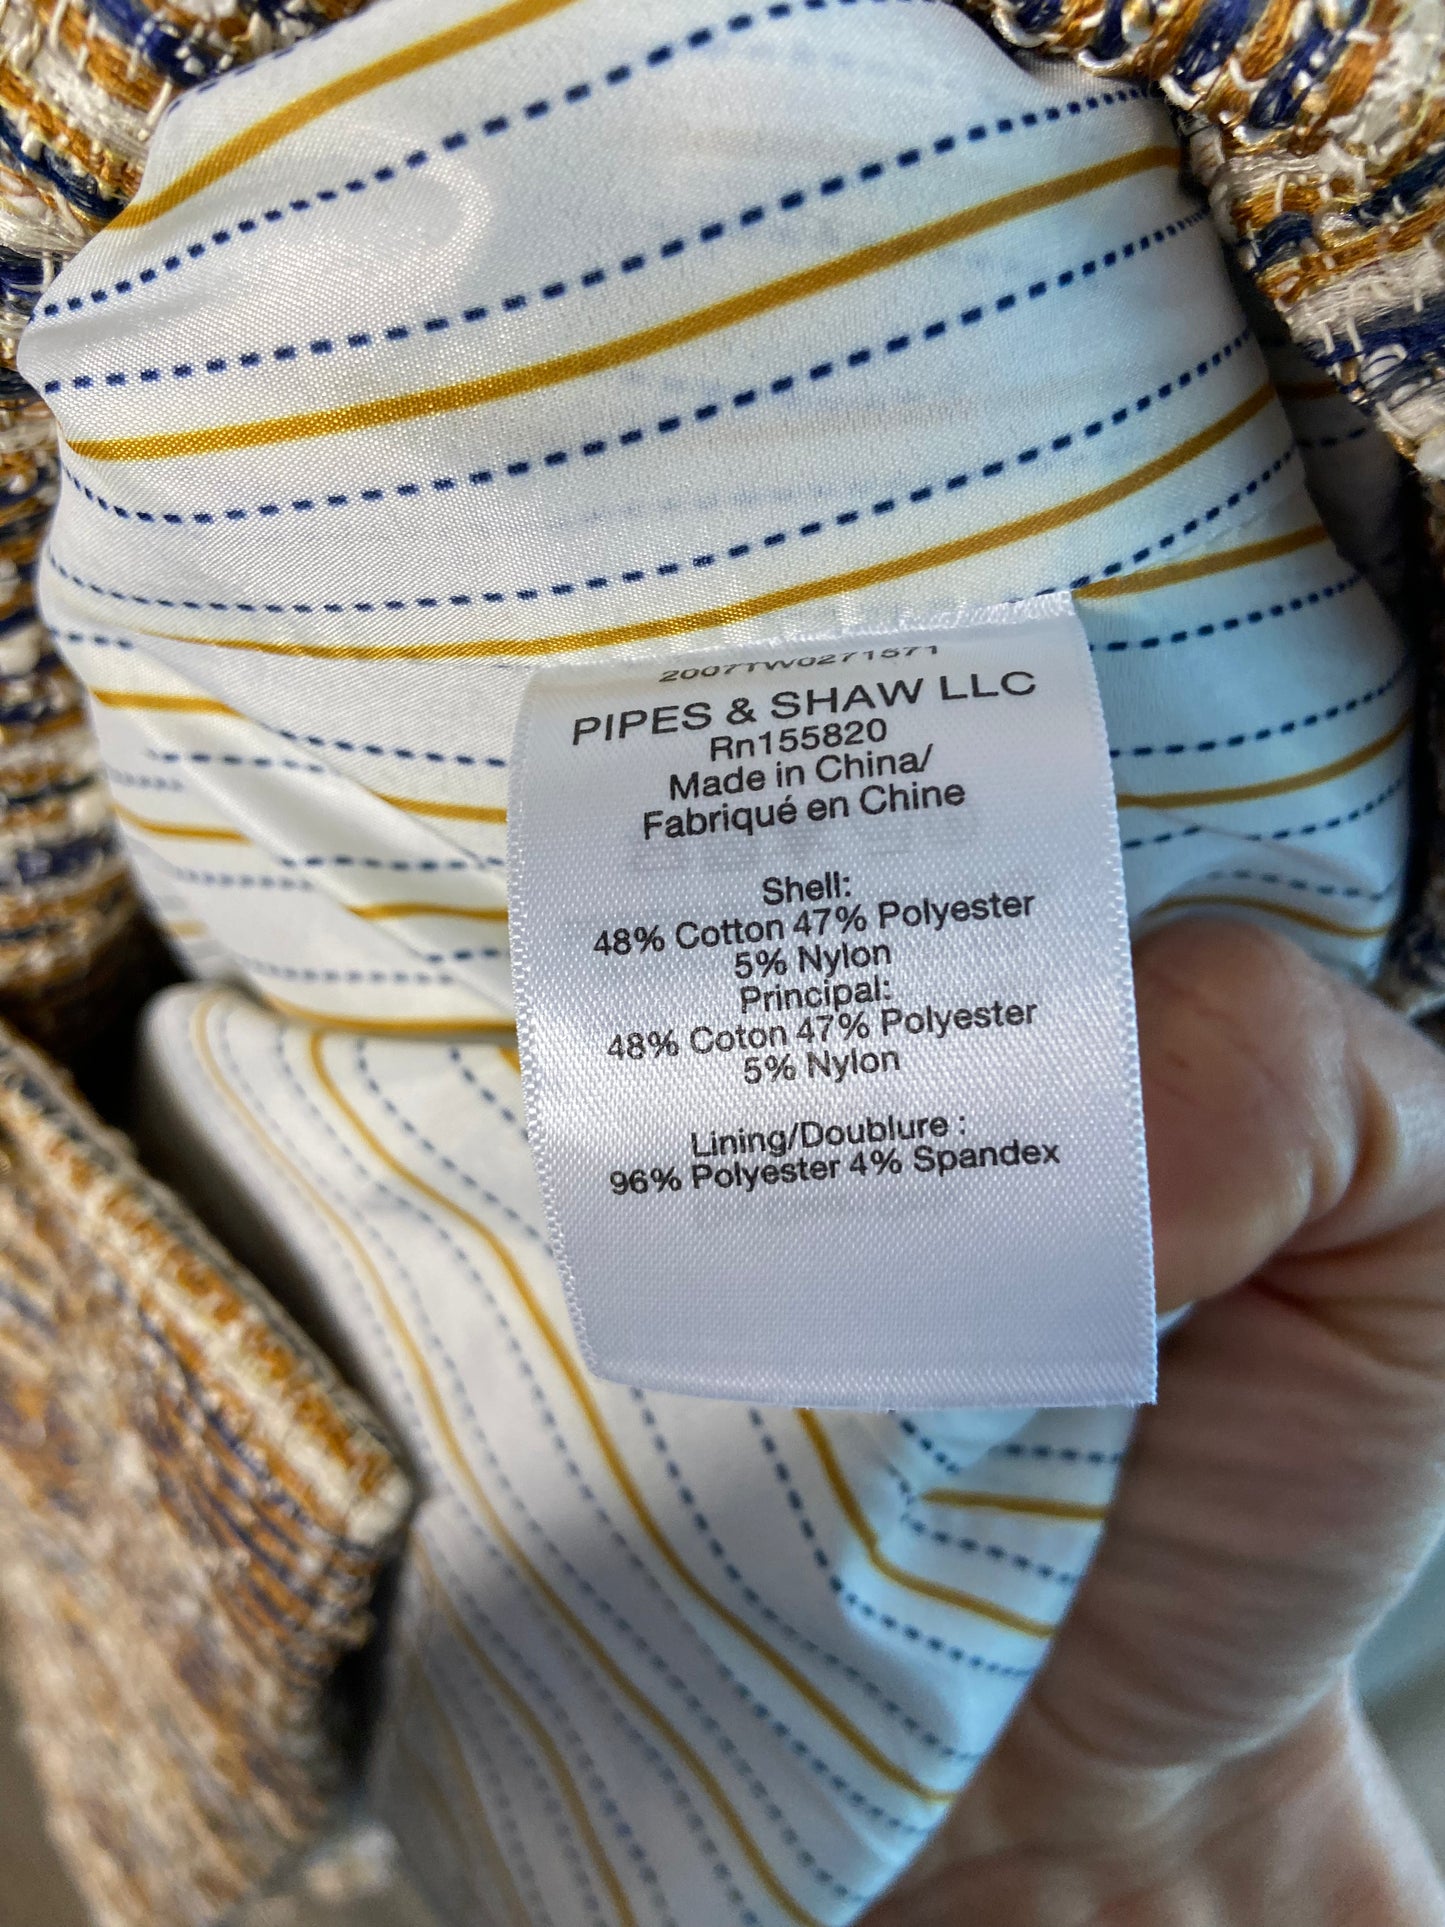 2007TW0271571
PIPES & SHAW LLC
Rn155820
Made in China/
Fabriqué en Chine
Shell:
48% Cotton 47% Polyester
5% Nylon
Principal:
48% Coton 47% Polyester
5% Nylon
Lining/Doublure :
96% Polyester 4% Spandex